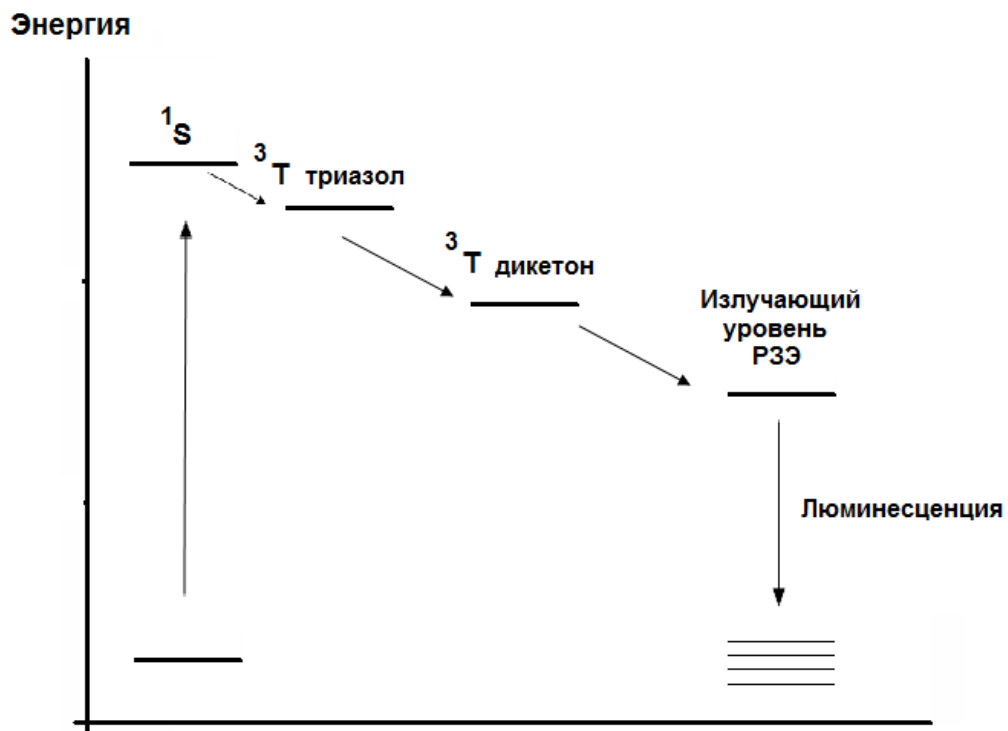 Энергия
¹S
³T триазол
³T дикетон
Излучающий
уровень
РЗЭ
Люминесценция